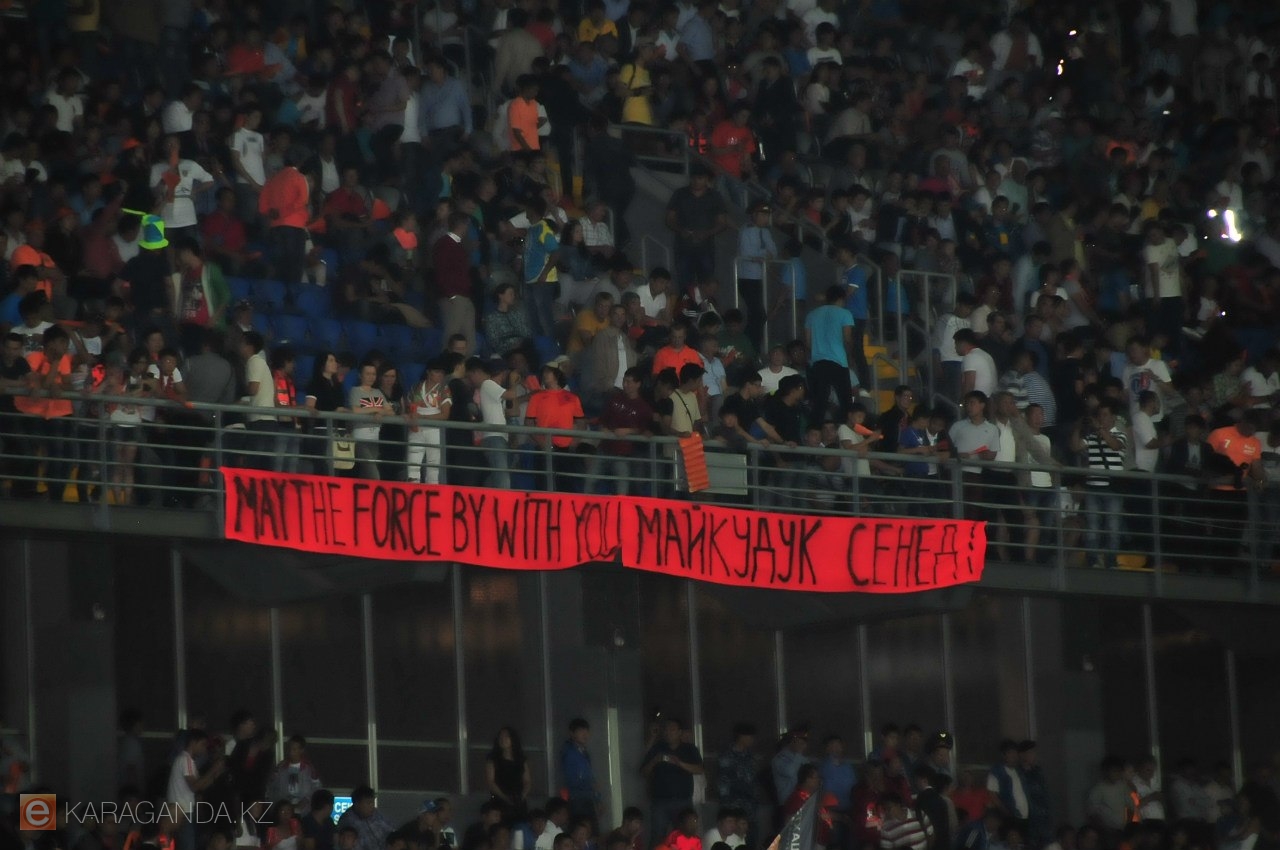 MAY THE FORCE BY WITH YOU МАЙКУДУК СЕНЕД!
e KARAGANDA.KZ